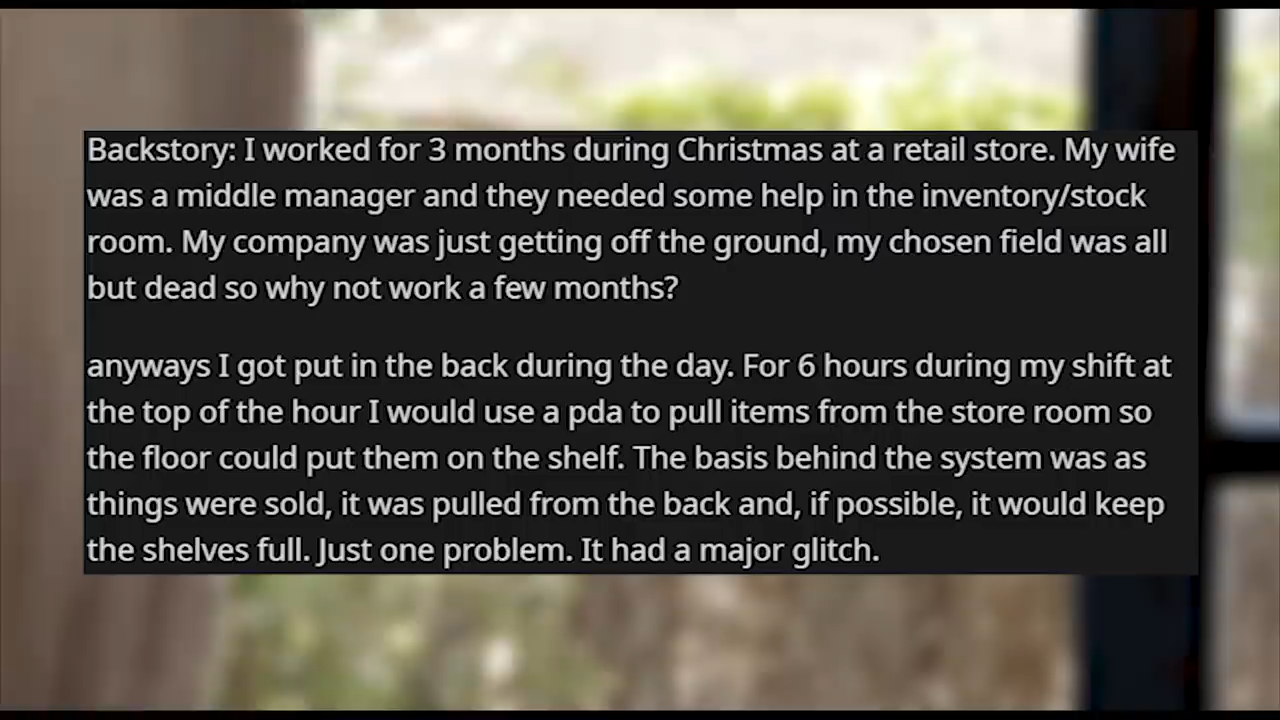 Backstory: I worked for 3 months during Christmas at a retail store. My wife
was a middle manager and they needed some help in the inventory/stock
room. My company was just getting off the ground, my chosen field was all
but dead so why not work a few months?
anyways I got put in the back during the day. For 6 hours during my shift at
the top of the hour I would use a pda to pull items from the store room so
the floor could put them on the shelf. The basis behind the system was as
things were sold, it was pulled from the back and, if possible, it would keep
the shelves full. Just one problem. It had a major glitch.